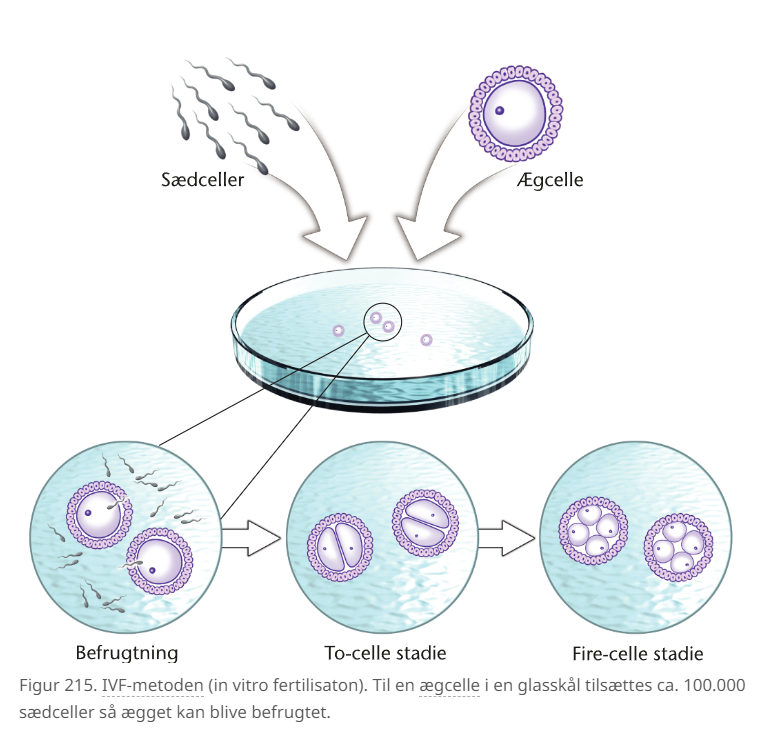 Sædceller
Ægcelle
Befrugtning
To-celle stadie
Fire-celle stadie
Figur 215. IVF-metoden (in vitro fertilisaton). Til en ægcelle i en glasskål tilsættes ca. 100.000
sædceller så ægget kan blive befrugtet.